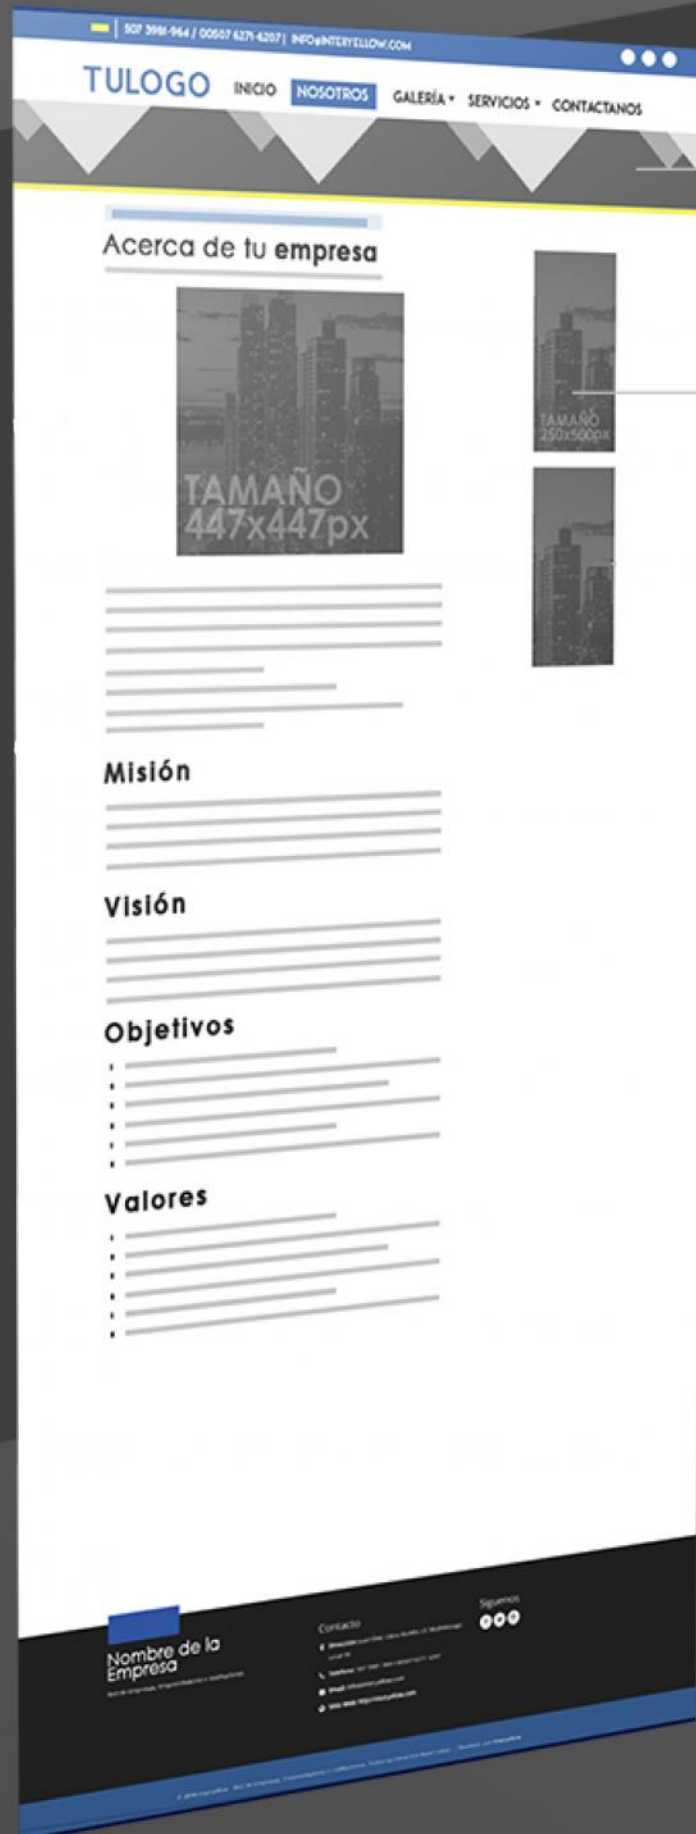 507 3981-964 / 00507 6271-6207 | INFO@INTERYELLOW.COM
TULOGO INICIO NOSOTROS GALERÍA SERVICIOS CONTACTANOS
Acerca de tu empresa
TAMAÑO
447x447px
TAMAÑO
250x500px
Misión
Visión
Objetivos
Valores
Nombre de la
Empresa
Contacto
Síguenos